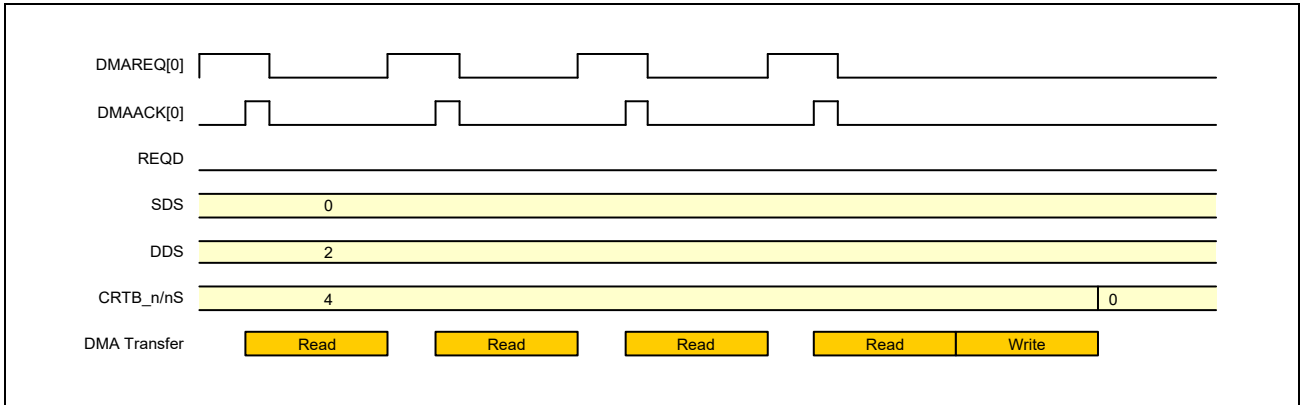 DMAREQ[0]
DMAACK[0]
REQD
SDS 0
DDS 2
CRTB_n/nS 4 0
DMA Transfer Read Read Read Read Write